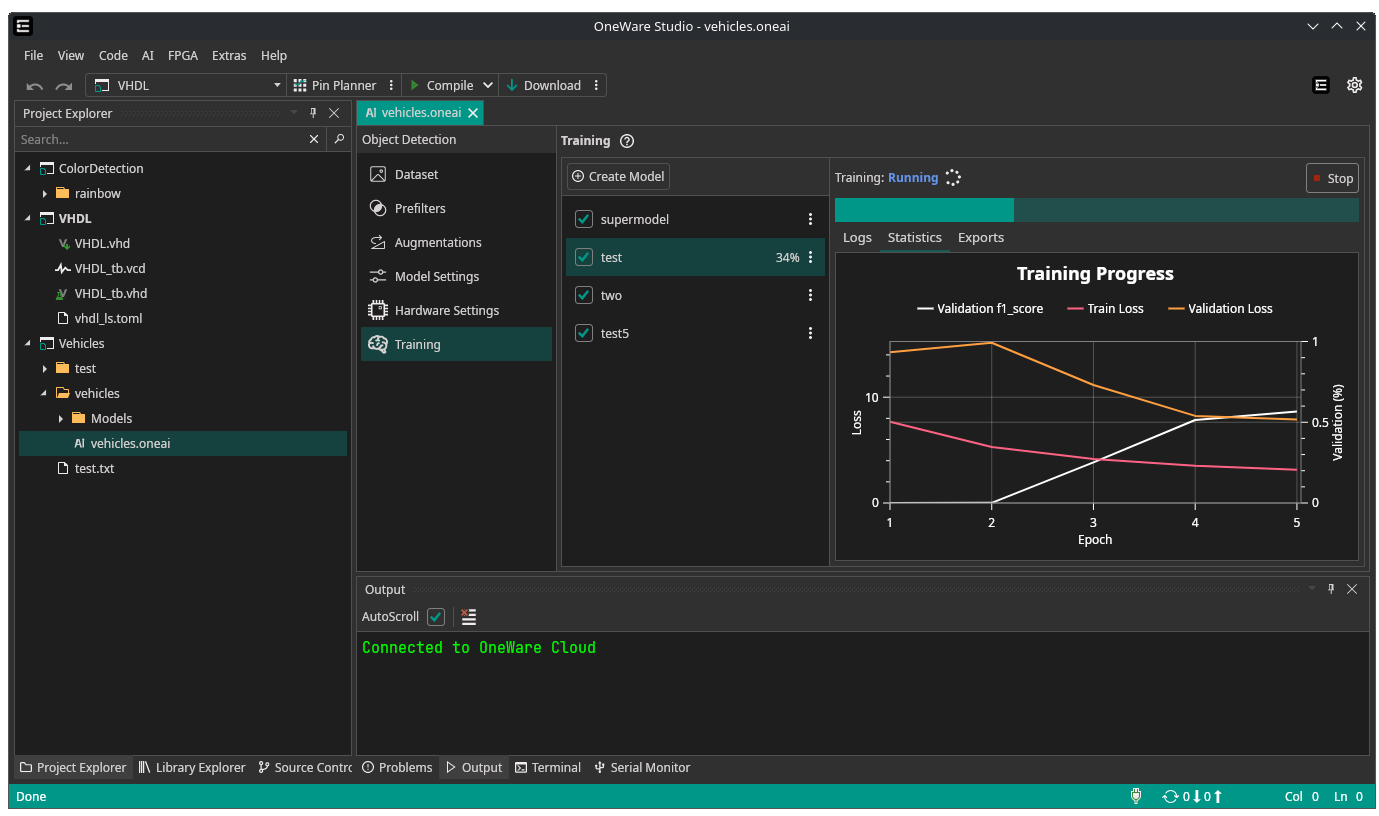 OneWare Studio - vehicles.oneai
File View Code AI FPGA Extras Help
VHDL Pin Planner Compile Download
Project Explorer
Search...
ColorDetection
rainbow
VHDL
VHDL.vhd
VHDL_tb.vcd
VHDL_tb.vhd
vhdl_ls.toml
Vehicles
test
vehicles
Models
AI vehicles.oneai
test.txt
AI vehicles.oneai
Object Detection
Dataset
Prefilters
Augmentations
Model Settings
Hardware Settings
Training
Training
Create Model
supermodel
test 34%
two
test5
Training: Running
Stop
Logs Statistics Exports
Training Progress
Validation f1_score Train Loss Validation Loss
Loss
10
0
1
0.5
0
Validation (%)
1 2 3 4 5
Epoch
Output
AutoScroll
Connected to OneWare Cloud
Project Explorer Library Explorer Source Contro Problems Output Terminal Serial Monitor
Done 0 0 Col 0 Ln 0